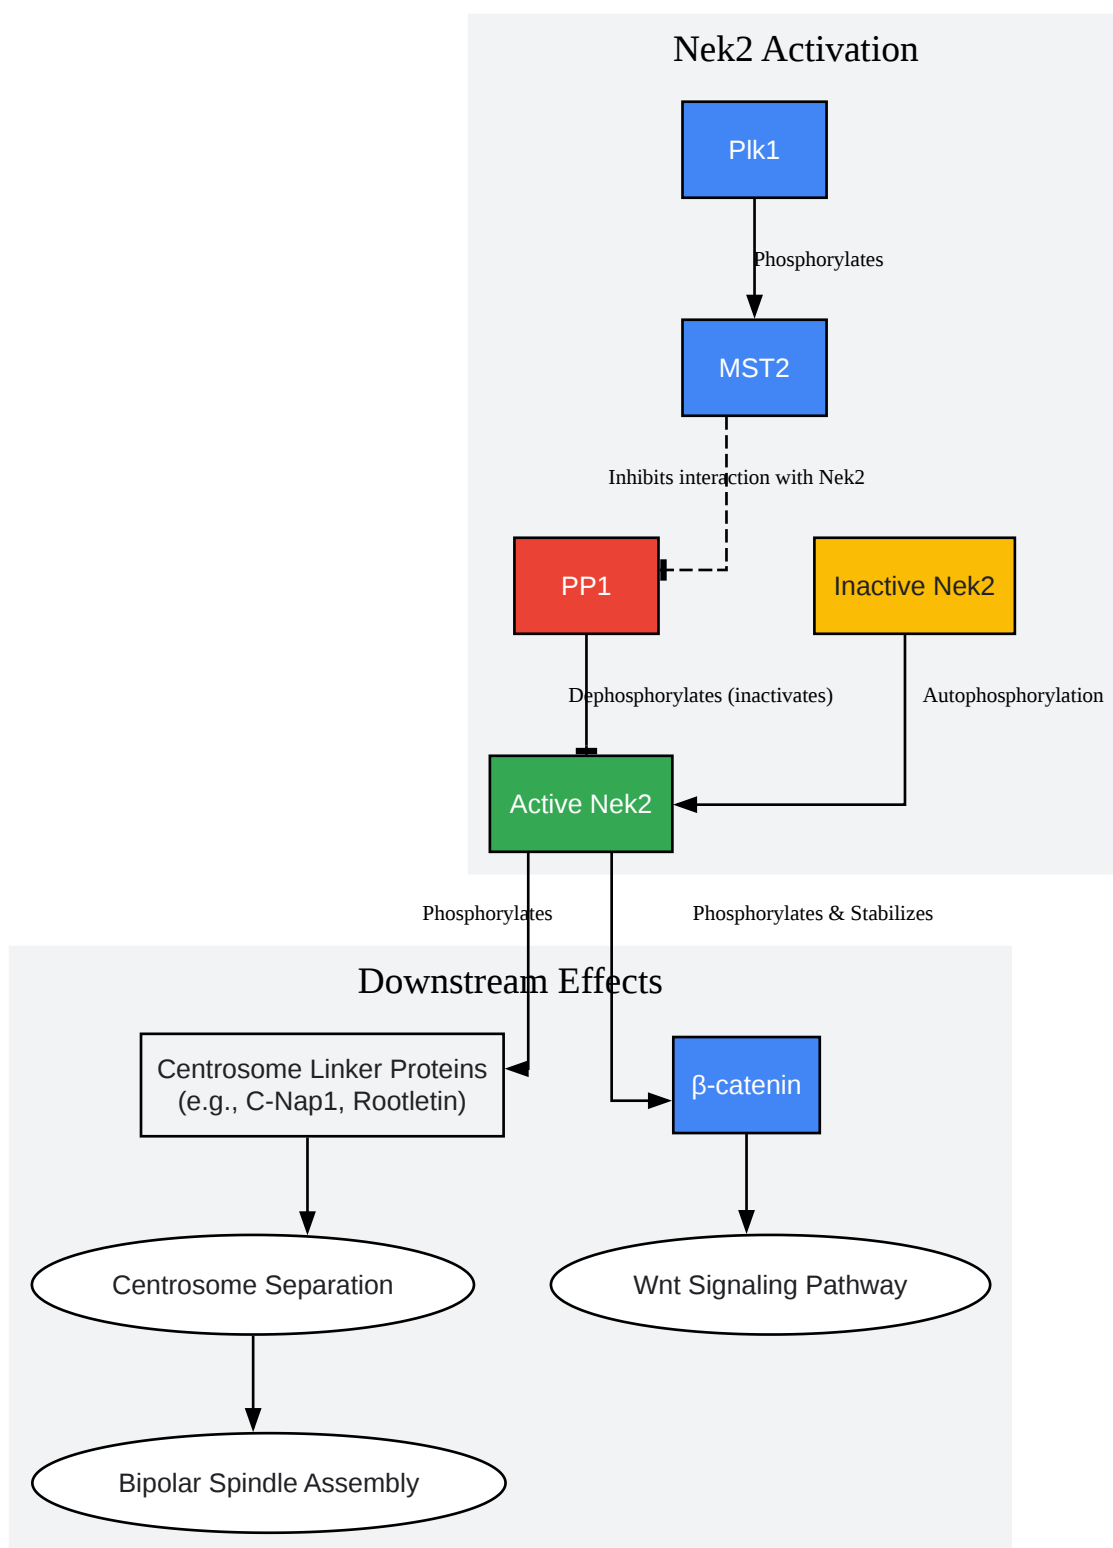 Nek2 Activation
Plk1
Phosphorylates
MST2
Inhibits interaction with Nek2
PP1
Inactive Nek2
Dephosphorylates (inactivates)
Autophosphorylation
Active Nek2
Phosphorylates
Phosphorylates & Stabilizes
Downstream Effects
Centrosome Linker Proteins
(e.g., C-Nap1, Rootletin)
β-catenin
Centrosome Separation
Wnt Signaling Pathway
Bipolar Spindle Assembly